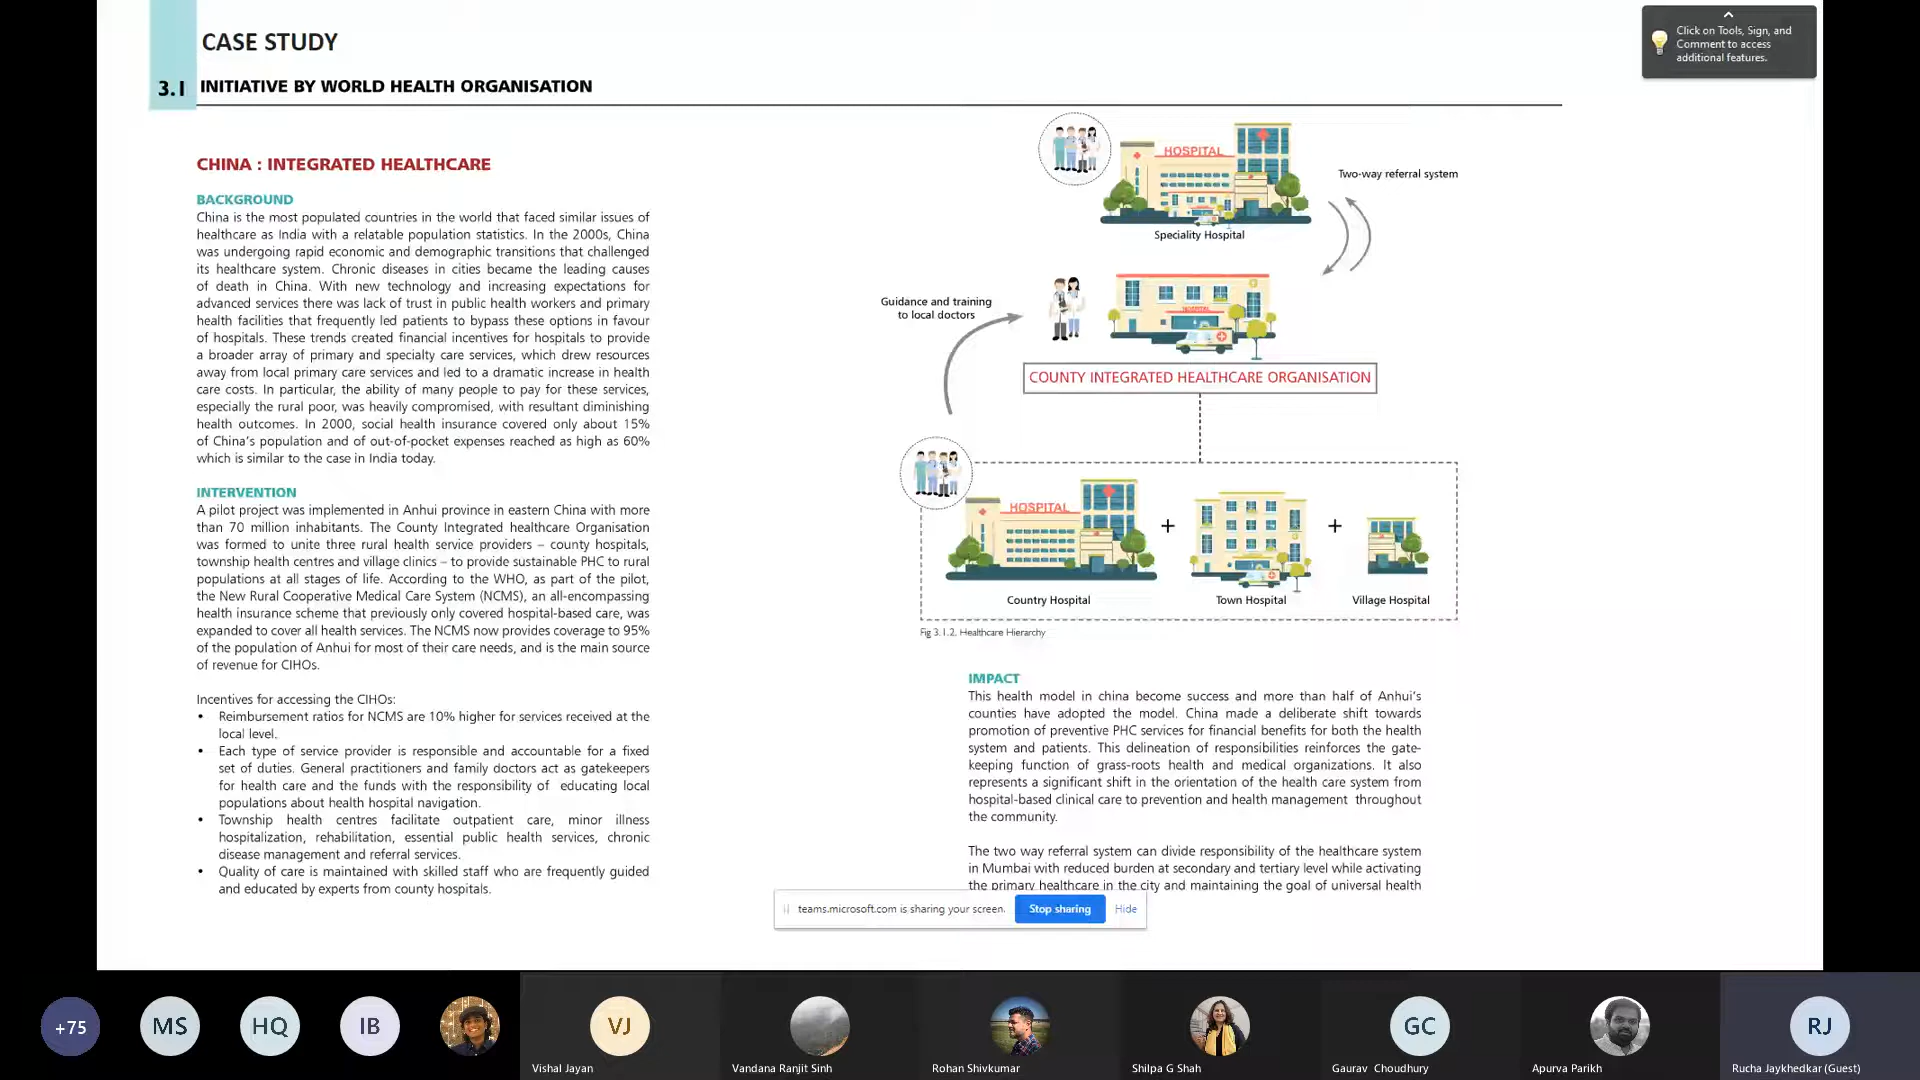 CASE STUDY
3.1 INITIATIVE BY WORLD HEALTH ORGANISATION
Click on Tools, Sign, and
Comment to access
additional features.
CHINA : INTEGRATED HEALTHCARE
BACKGROUND
China is the most populated countries in the world that faced similar issues of
healthcare as India with a relatable population statistics. In the 2000s, China
was undergoing rapid economic and demographic transitions that challenged
its healthcare system. Chronic diseases in cities became the leading causes
of death in China. With new technology and increasing expectations for
advanced services there was lack of trust in public health workers and primary
health facilities that frequently led patients to bypass these options in favour
of hospitals. These trends created financial incentives for hospitals to provide
a broader array of primary and specialty care services, which drew resources
away from local primary care services and led to a dramatic increase in health
care costs. In particular, the ability of many people to pay for these services,
especially the rural poor, was heavily compromised, with resultant diminishing
health outcomes. In 2000, social health insurance covered only about 15%
of China's population and of out-of-pocket expenses reached as high as 60%
which is similar to the case in India today.
INTERVENTION
A pilot project was implemented in Anhui province in eastern China with more
than 70 million inhabitants. The County Integrated healthcare Organisation
was formed to unite three rural health service providers – county hospitals,
township health centres and village clinics – to provide sustainable PHC to rural
populations at all stages of life. According to the WHO, as part of the pilot,
the New Rural Cooperative Medical Care System (NCMS), an all-encompassing
health insurance scheme that previously only covered hospital-based care, was
expanded to cover all health services. The NCMS now provides coverage to 95%
of the population of Anhui for most of their care needs, and is the main source
of revenue for CIHOs.
Incentives for accessing the CIHOs:
• Reimbursement ratios for NCMS are 10% higher for services received at the
local level.
• Each type of service provider is responsible and accountable for a fixed
set of duties. General practitioners and family doctors act as gatekeepers
for health care and the funds with the responsibility of educating local
populations about health hospital navigation.
• Township health centres facilitate outpatient care, minor illness
hospitalization, rehabilitation, essential public health services, chronic
disease management and referral services.
• Quality of care is maintained with skilled staff who are frequently guided
and educated by experts from county hospitals.
HOSPITAL
Two-way referral system
Speciality Hospital
Guidance and training
to local doctors
HOSPITAL
COUNTY INTEGRATED HEALTHCARE ORGANISATION
HOSPITAL
+
+
Country Hospital
Town Hospital
Village Hospital
Fig 3.1.2. Healthcare Hierarchy
IMPACT
This health model in china become success and more than half of Anhui's
counties have adopted the model. China made a deliberate shift towards
promotion of preventive PHC services for financial benefits for both the health
system and patients. This delineation of responsibilities reinforces the gate-
keeping function of grass-roots health and medical organizations. It also
represents a significant shift in the orientation of the health care system from
hospital-based clinical care to prevention and health management throughout
the community.
The two way referral system can divide responsibility of the healthcare system
in Mumbai with reduced burden at secondary and tertiary level while activating
the primary healthcare in the city and maintaining the goal of universal health
teams.microsoft.com is sharing your screen.
Stop sharing
Hide
+75
MS
HQ
IB
VJ
GC
RJ
Vishal Jayan
Vandana Ranjit Sinh
Rohan Shivkumar
Shilpa G Shah
Gaurav Choudhury
Apurva Parikh
Rucha Jaykhedkar (Guest)